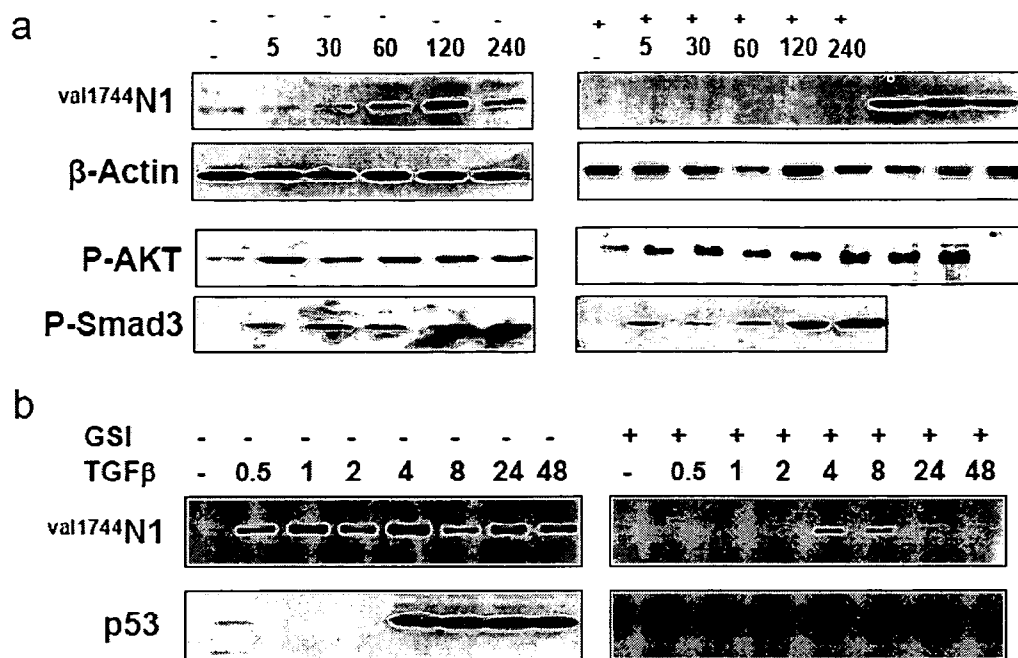 a
- - - - - - + + + + + +
- 5 30 60 120 240 - 5 30 60 120 240
val1744N1
β-Actin
P-AKT
P-Smad3
b
GSI - - - - - - - - + + + + + + + +
TGFβ - 0.5 1 2 4 8 24 48 - 0.5 1 2 4 8 24 48
val1744N1
p53